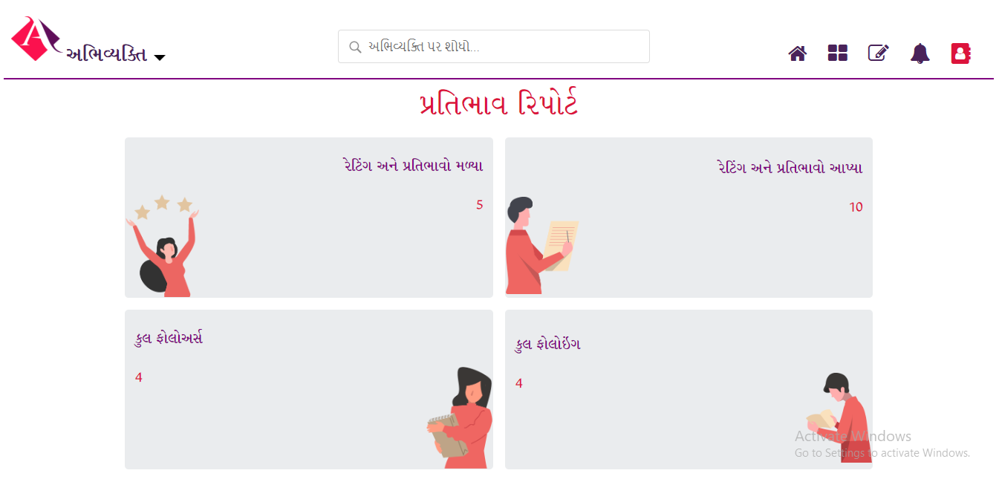 અભિવ્યક્તિ
અભિવ્યક્તિ પર શોધો...
પ્રતિભાવ રિપોર્ટ
રેટિંગ અને પ્રતિભાવો મળ્યા
5
રેટિંગ અને પ્રતિભાવો આપ્યા
10
કુલ ફોલોઅર્સ
4
કુલ ફોલોઇંગ
4
Activate Windows
Go to Settings to activate Windows.